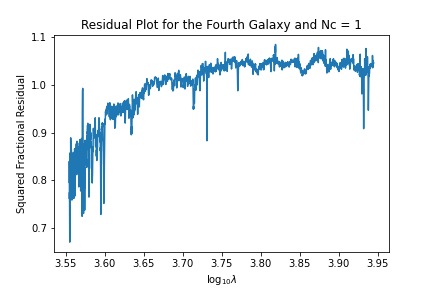 Residual Plot for the Fourth Galaxy and Nc = 1
1.1
1.0
0.9
0.8
0.7
Squared Fractional Residual
3.55 3.60 3.65 3.70 3.75 3.80 3.85 3.90 3.95
log₁₀λ